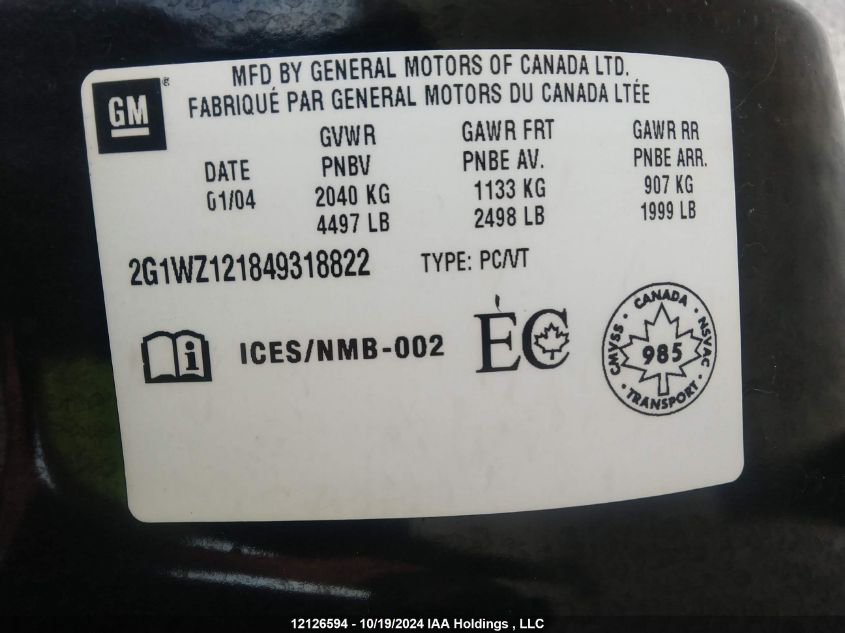 MFD BY GENERAL MOTORS OF CANADA LTD.
FABRIQUÉ PAR GENERAL MOTORS DU CANADA LTÉE
GM
®
DATE
01/04
GVWR
PNBV
2040 KG
4497 LB
GAWR FRT
PNBE AV.
1133 KG
2498 LB
GAWR RR
PNBE ARR.
907 KG
1999 LB
2G1WZ121849318822 TYPE: PC/VT
i ICES/NMB-002
ÉC
CMVSS · CANADA · NSVAC · TRANSPORT ·
985
12126594 - 10/19/2024 IAA Holdings , LLC